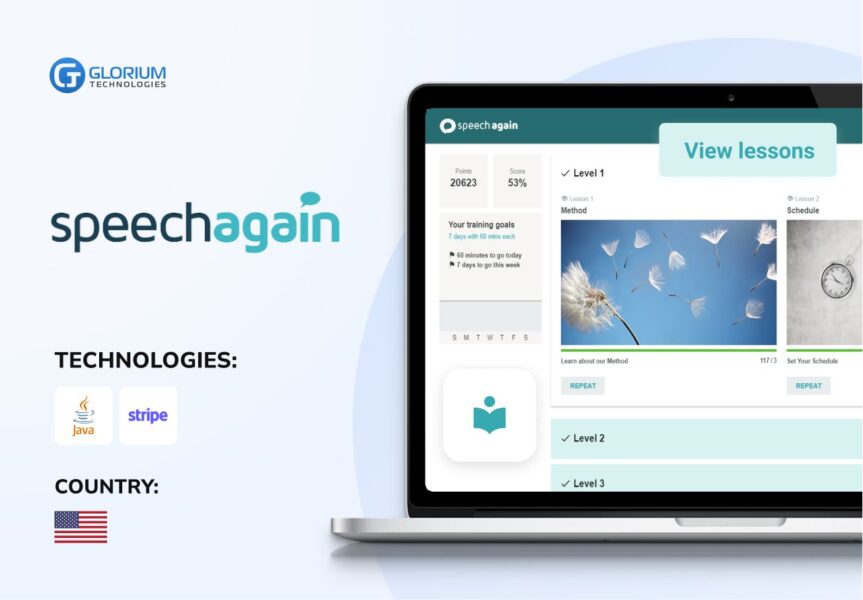 GLORIUM
TECHNOLOGIES
speechagain
TECHNOLOGIES:
Java
stripe
COUNTRY:
speechagain
View lessons
Points
20623
Score
53%
Your training goals
7 days with 60 mins each
60 minutes to go today
7 days to go this week
S M T W T F S
Level 1
Lesson 1
Method
Learn about our Method
117/3
REPEAT
Lesson 2
Schedule
Set Your Schedule
REPEAT
Level 2
Level 3